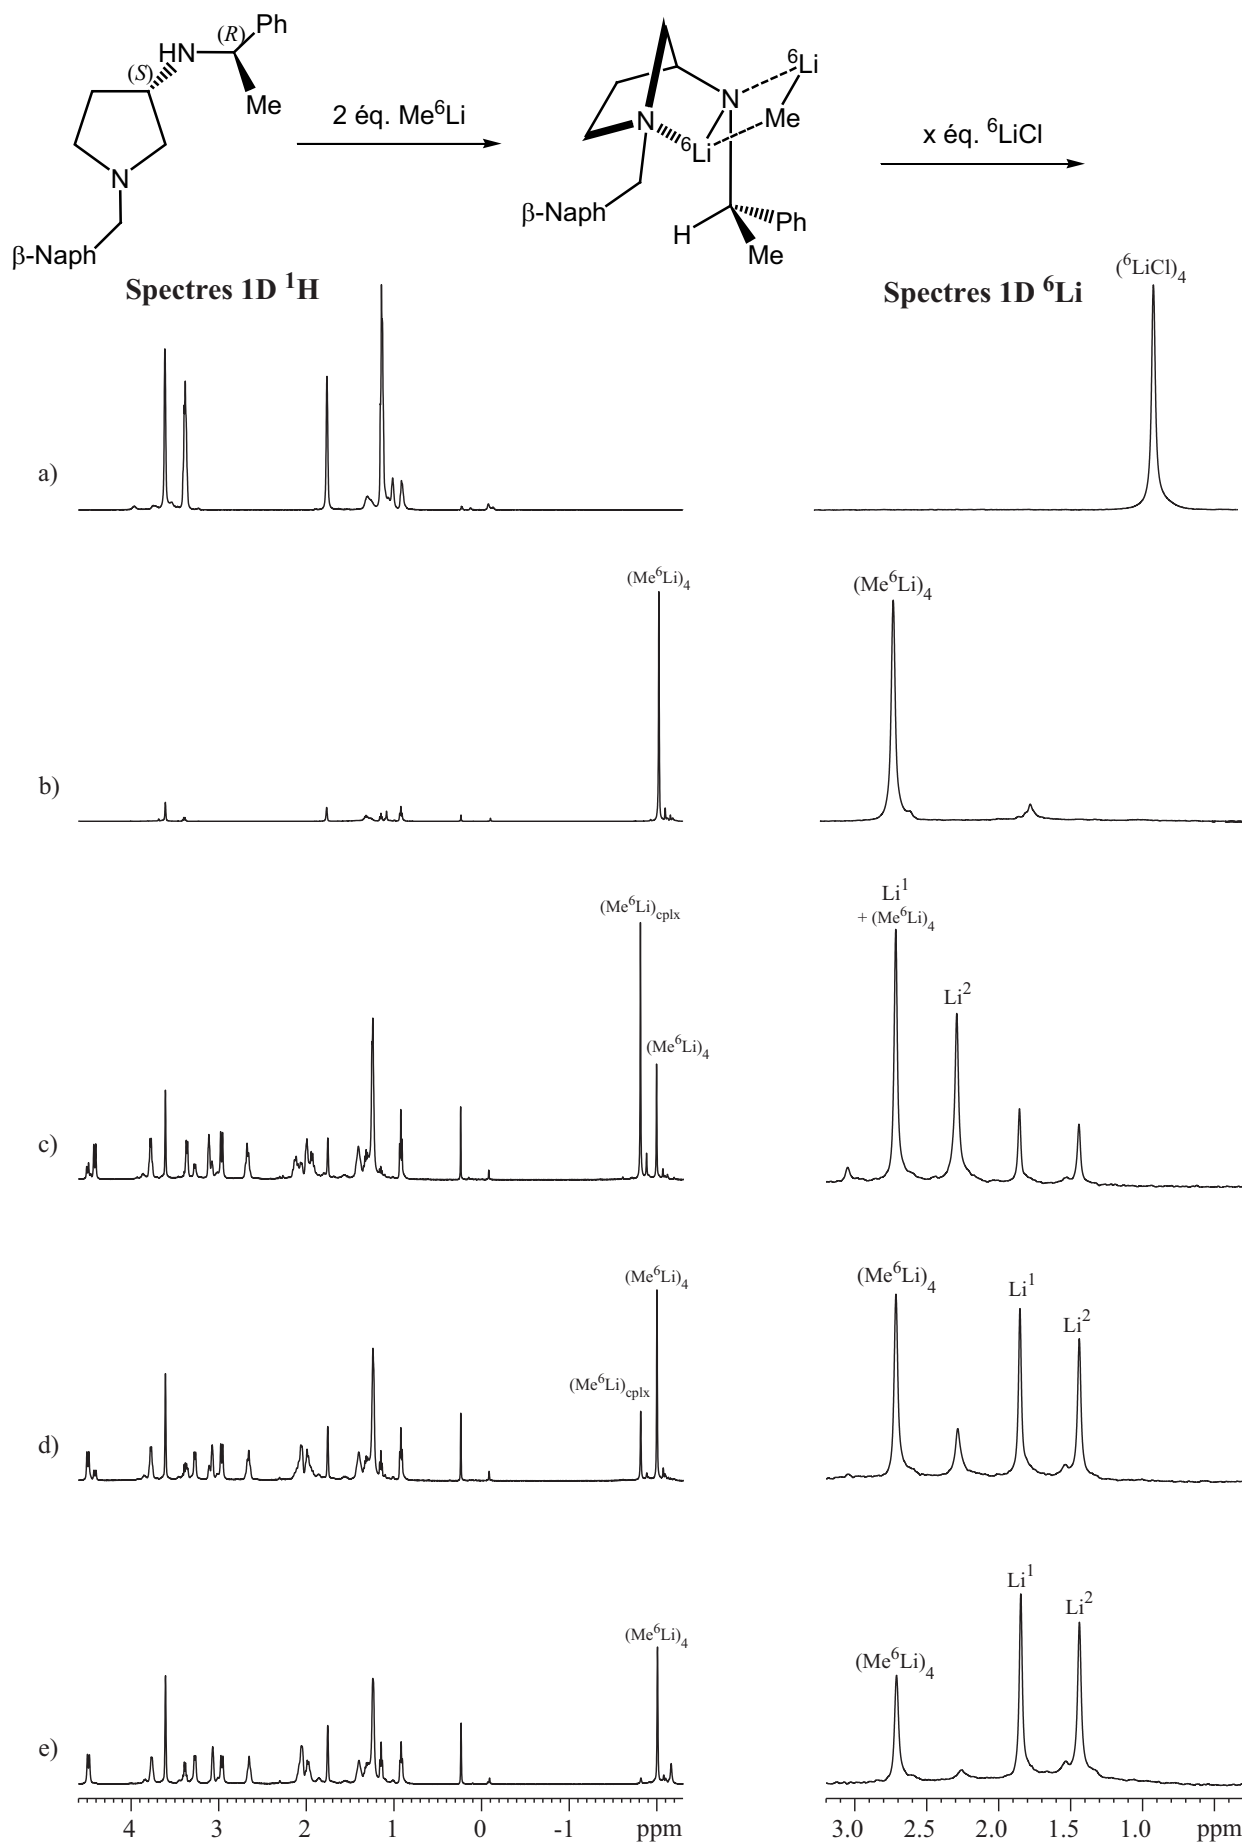 (R) Ph
HN
(S)
Me
N
β-Naph
2 éq. Me⁶Li
⁶Li
N
Me
N
⁶Li
β-Naph
H
Ph
Me
x éq. ⁶LiCl
Spectres 1D ¹H
Spectres 1D ⁶Li
(⁶LiCl)₄
a)
(Me⁶Li)₄
(Me⁶Li)₄
b)
(Me⁶Li)cplx
(Me⁶Li)₄
Li¹
+ (Me⁶Li)₄
Li²
c)
(Me⁶Li)₄
(Me⁶Li)cplx
(Me⁶Li)₄
Li¹
Li²
d)
(Me⁶Li)₄
(Me⁶Li)₄
Li¹
Li²
e)
4 3 2 1 0 -1 ppm
3.0 2.5 2.0 1.5 1.0 ppm